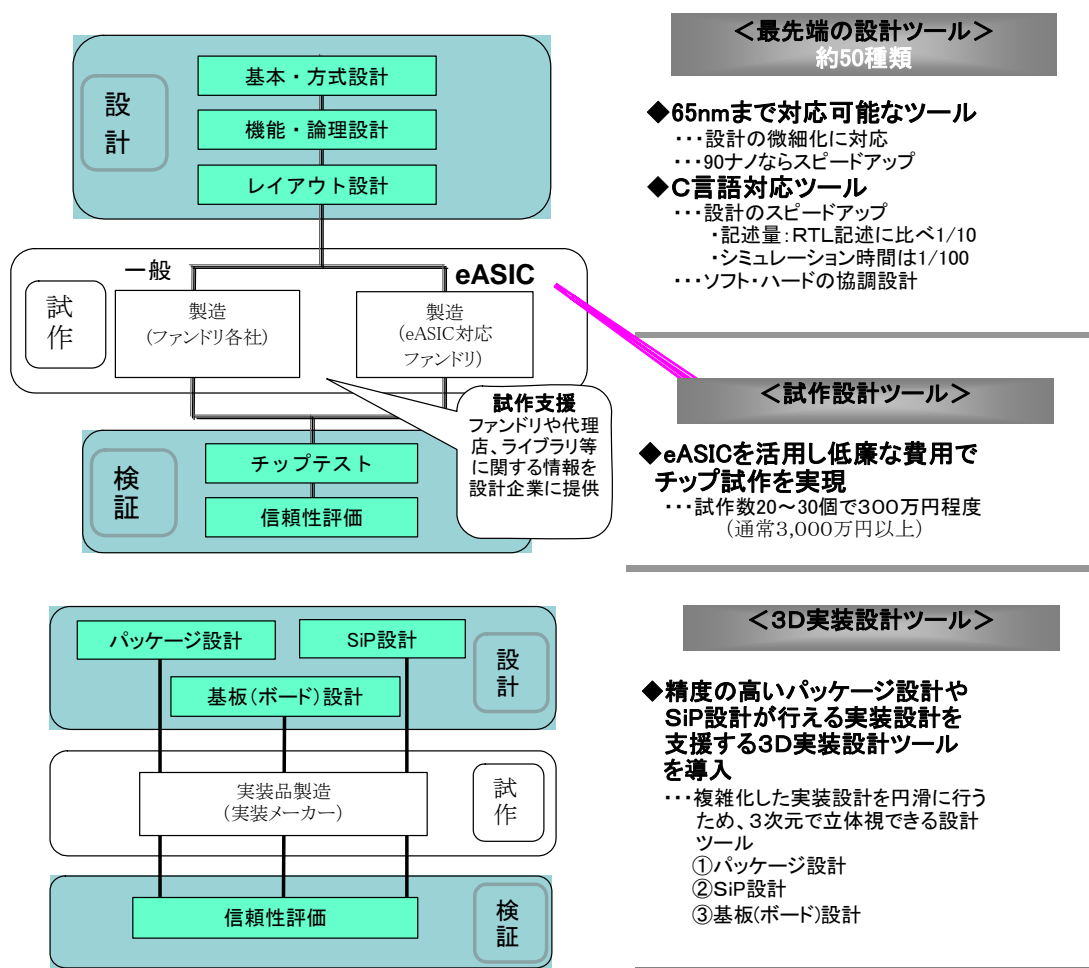 設
計
基本・方式設計
機能・論理設計
レイアウト設計
一般
eASIC
試
作
製造
(ファンドリ各社)
製造
(eASIC対応
ファンドリ)
試作支援
ファンドリや代理
店、ライブラリ等
に関する情報を
設計企業に提供
検
証
チップテスト
信頼性評価
＜最先端の設計ツール＞
約50種類
◆65nmまで対応可能なツール
・・・設計の微細化に対応
・・・90ナノならスピードアップ
◆C言語対応ツール
・・・設計のスピードアップ
・記述量：RTL記述に比べ1/10
・シミュレーション時間は1/100
・・・ソフト・ハードの協調設計
＜試作設計ツール＞
◆eASICを活用し低廉な費用で
チップ試作を実現
・・・試作数20～30個で300万円程度
(通常3,000万円以上)
パッケージ設計
SiP設計
基板(ボード)設計
設
計
実装品製造
(実装メーカー)
試
作
信頼性評価
検
証
＜3D実装設計ツール＞
◆精度の高いパッケージ設計や
SiP設計が行える実装設計を
支援する3D実装設計ツール
を導入
・・・複雑化した実装設計を円滑に行う
ため、3次元で立体視できる設計
ツール
①パッケージ設計
②SiP設計
③基板(ボード)設計